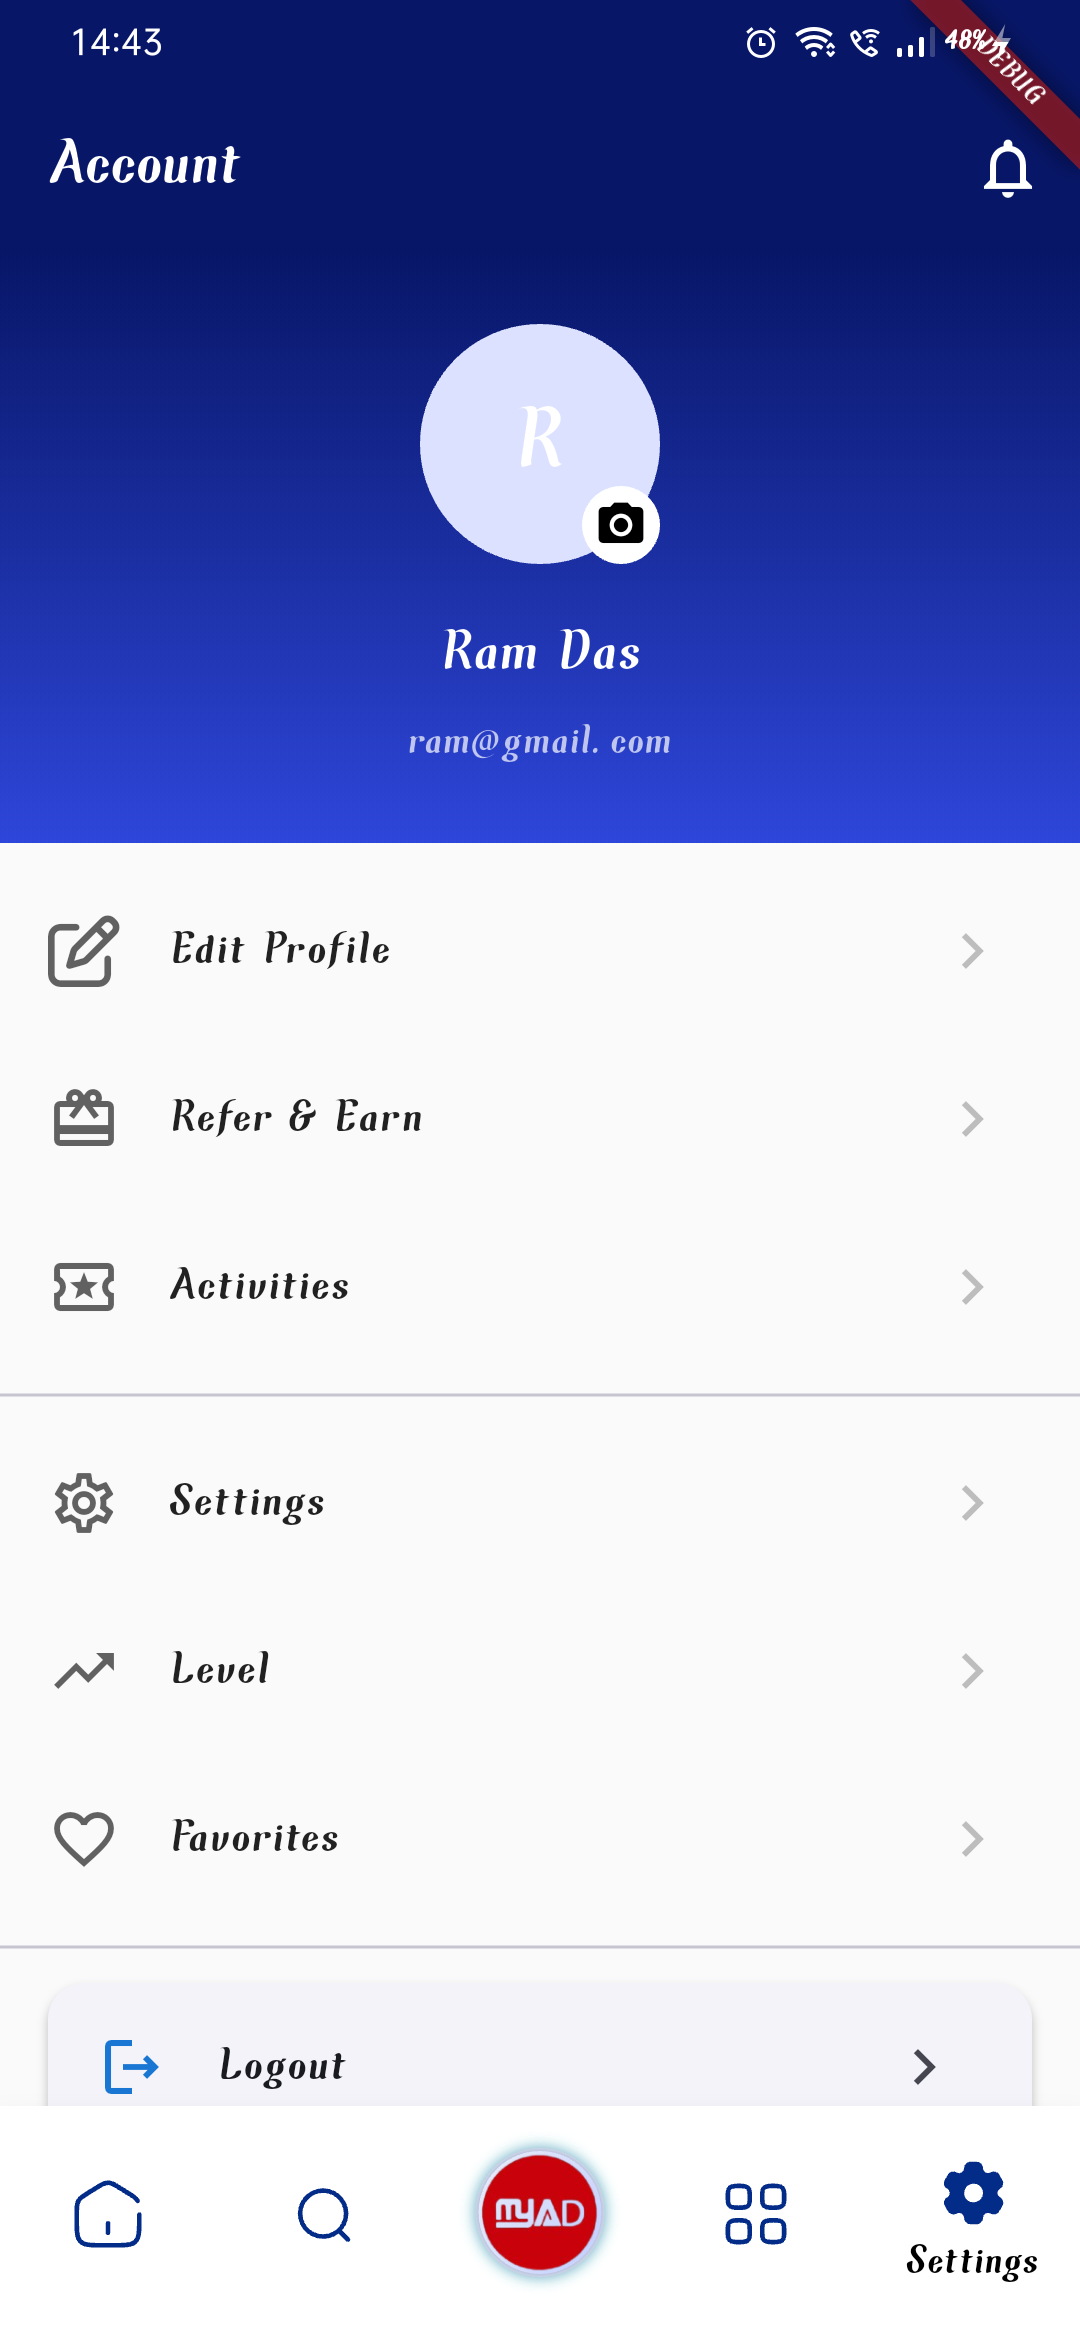 14:43 48%
DEBUG
Account
R
Ram Das
ram@gmail. com
Edit Profile
Refer & Earn
Activities
Settings
Level
Favorites
Logout
myAD
Settings